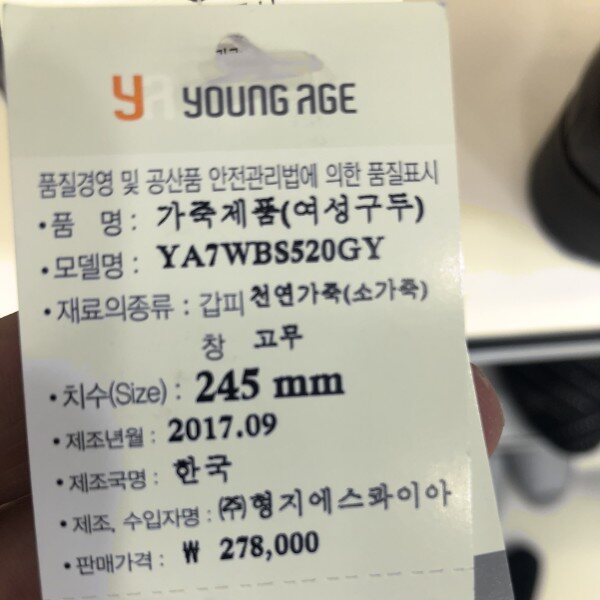 YA YOUNG AGE
품질경영 및 공산품 안전관리법에 의한 품질표시
•품 명 : 가죽제품(여성구두)
•모델명 : YA7WBS520GY
•재료의종류 : 갑피 천연가죽(소가죽)
창 고무
•치수(Size) : 245 mm
•제조년월 : 2017.09
•제조국명 : 한국
•제조, 수입자명 : ㈜형지에스콰이아
•판매가격 : ₩ 278,000